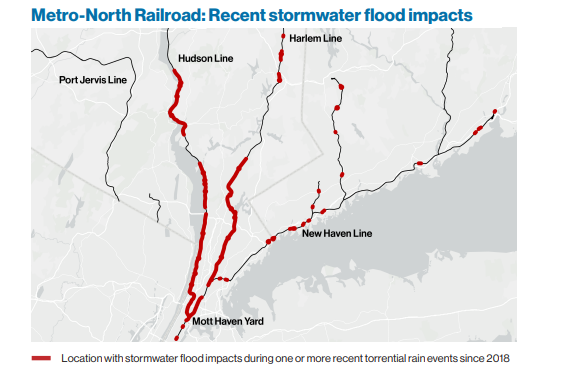 Metro-North Railroad: Recent stormwater flood impacts
Harlem Line
Hudson Line
Port Jervis Line
New Haven Line
Mott Haven Yard
Location with stormwater flood impacts during one or more recent torrential rain events since 2018